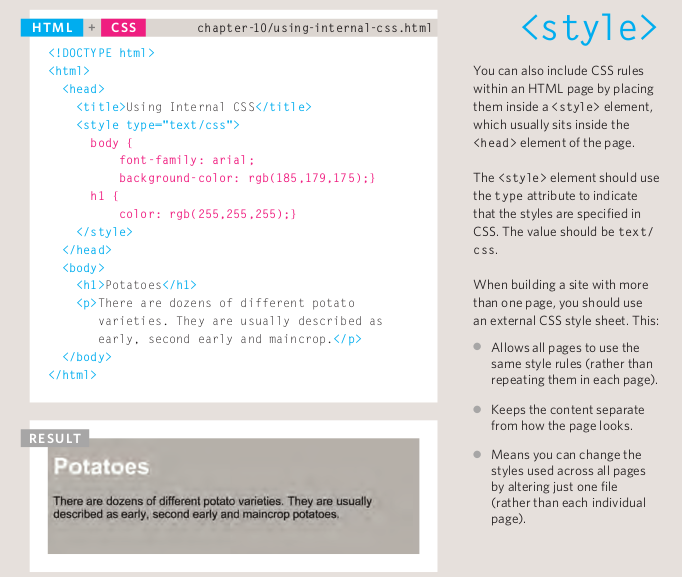 HTML + CSS chapter-10/using-internal-css.html
<!DOCTYPE html>
<html>
<head>
<title>Using Internal CSS</title>
<style type="text/css">
body {
font-family: arial;
background-color: rgb(185,179,175);}
h1 {
color: rgb(255,255,255);}
</style>
</head>
<body>
<h1>Potatoes</h1>
<p>There are dozens of different potato
varieties. They are usually described as
early, second early and maincrop.</p>
</body>
</html>
RESULT
Potatoes
There are dozens of different potato varieties. They are usually
described as early, second early and maincrop potatoes.
<style>
You can also include CSS rules
within an HTML page by placing
them inside a <style> element,
which usually sits inside the
<head> element of the page.
The <style> element should use
the type attribute to indicate
that the styles are specified in
CSS. The value should be text/
css.
When building a site with more
than one page, you should use
an external CSS style sheet. This:
Allows all pages to use the
same style rules (rather than
repeating them in each page).
Keeps the content separate
from how the page looks.
Means you can change the
styles used across all pages
by altering just one file
(rather than each individual
page).